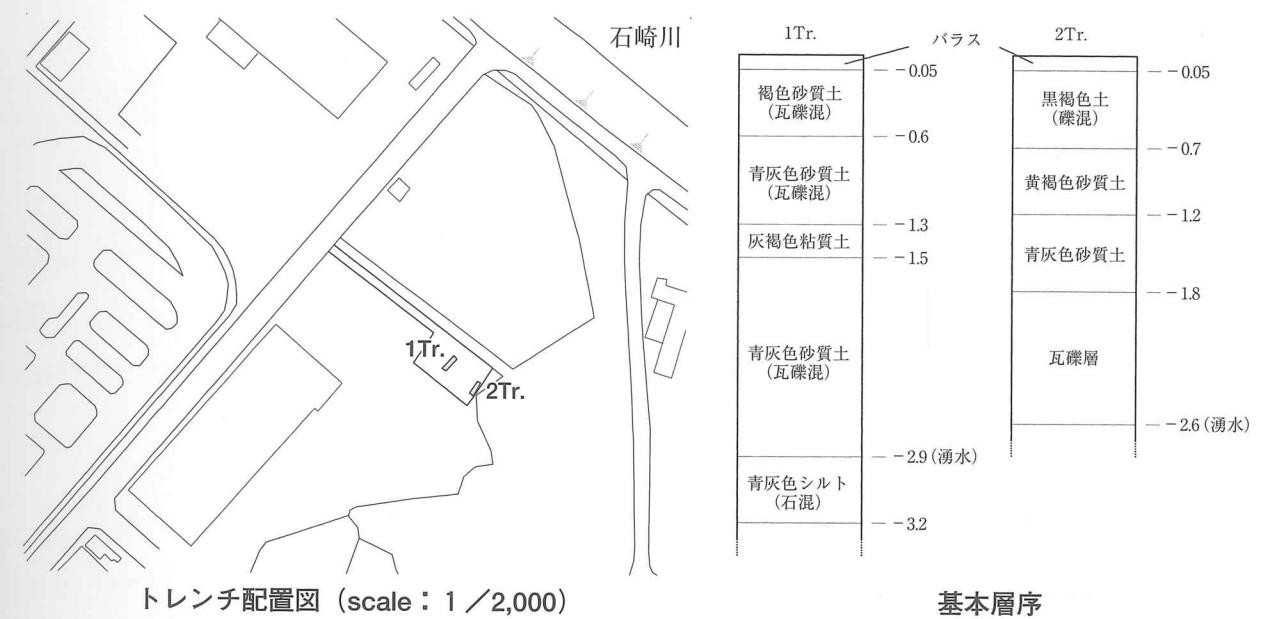 石崎川
1Tr.
2Tr.
トレンチ配置図（scale：1／2,000）
1Tr.
バラス
2Tr.
−0.05
褐色砂質土
(瓦礫混)
−0.6
青灰色砂質土
(瓦礫混)
−1.3
灰褐色粘質土
−1.5
青灰色砂質土
(瓦礫混)
−2.9(湧水)
青灰色シルト
(石混)
−3.2
−0.05
黒褐色土
(礫混)
−0.7
黄褐色砂質土
−1.2
青灰色砂質土
−1.8
瓦礫層
−2.6(湧水)
基本層序